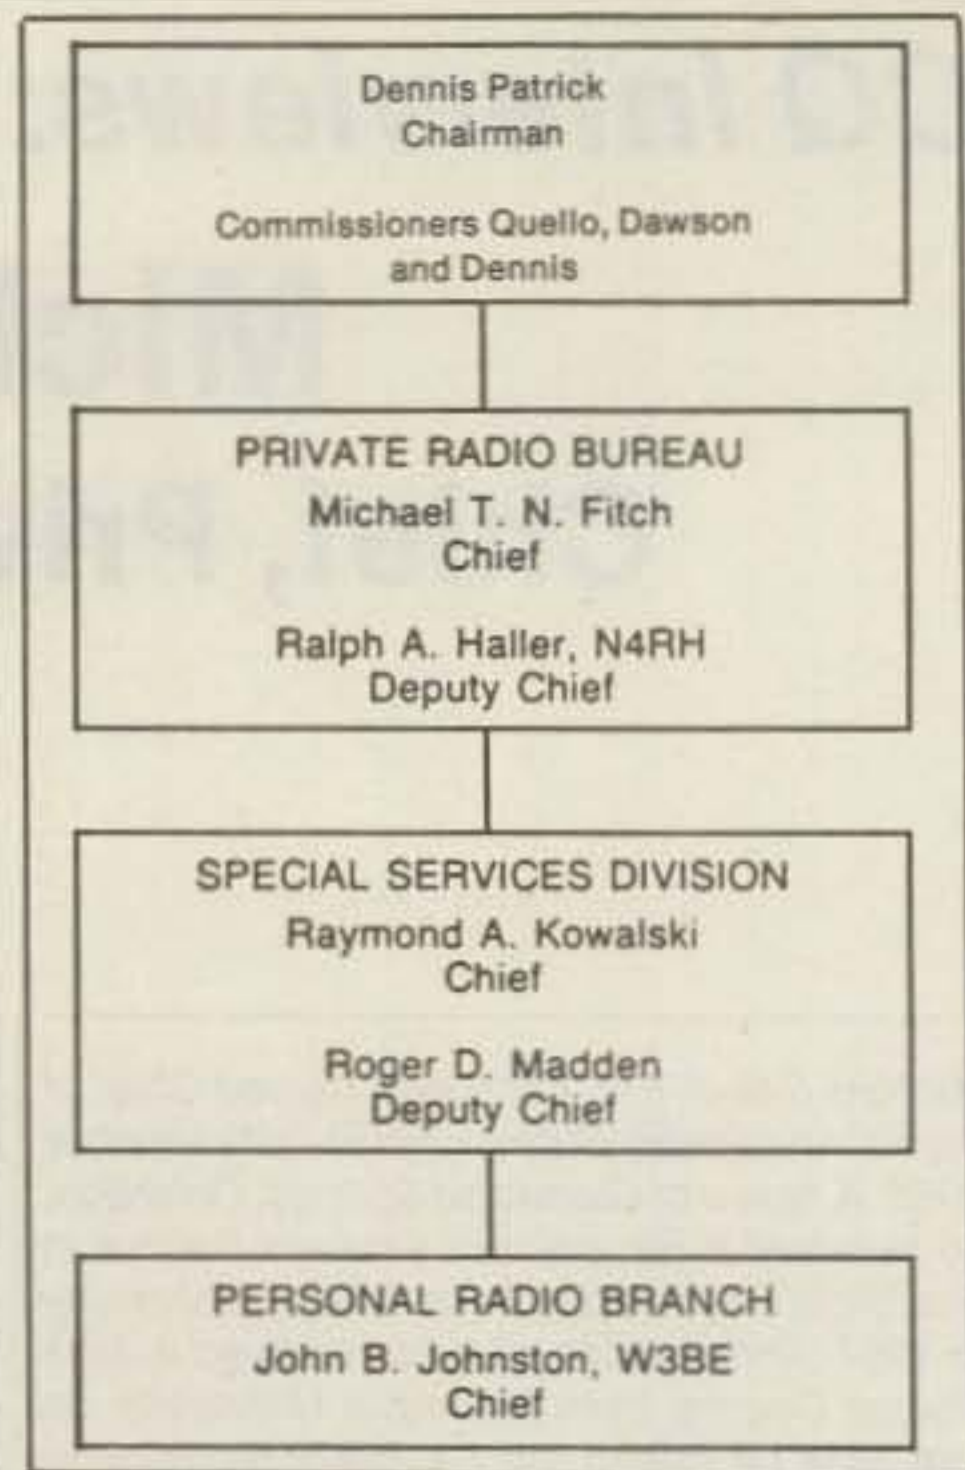 Dennis Patrick
Chairman
Commissioners Quello, Dawson
and Dennis
PRIVATE RADIO BUREAU
Michael T. N. Fitch
Chief
Ralph A. Haller, N4RH
Deputy Chief
SPECIAL SERVICES DIVISION
Raymond A. Kowalski
Chief
Roger D. Madden
Deputy Chief
PERSONAL RADIO BRANCH
John B. Johnston, W3BE
Chief